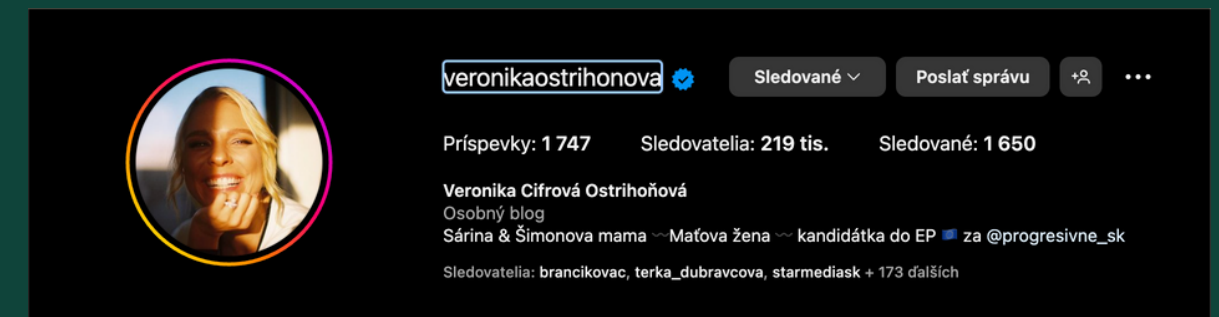 veronikaostrihonova
Sledované
Poslať správu
Príspevky: 1 747 Sledovatelia: 219 tis. Sledované: 1 650
Veronika Cifrová Ostrihoňová
Osobný blog
Sárina & Šimonova mama 〰️Maťova žena 〰️ kandidátka do EP 🇪🇺 za @progresivne_sk
Sledovatelia: brancikovac, terka_dubravcova, starmediask + 173 ďalších